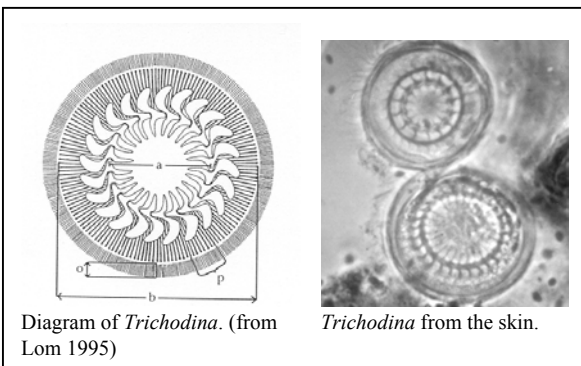 a
o
p
b
Diagram of Trichodina. (from
Lom 1995)
Trichodina from the skin.